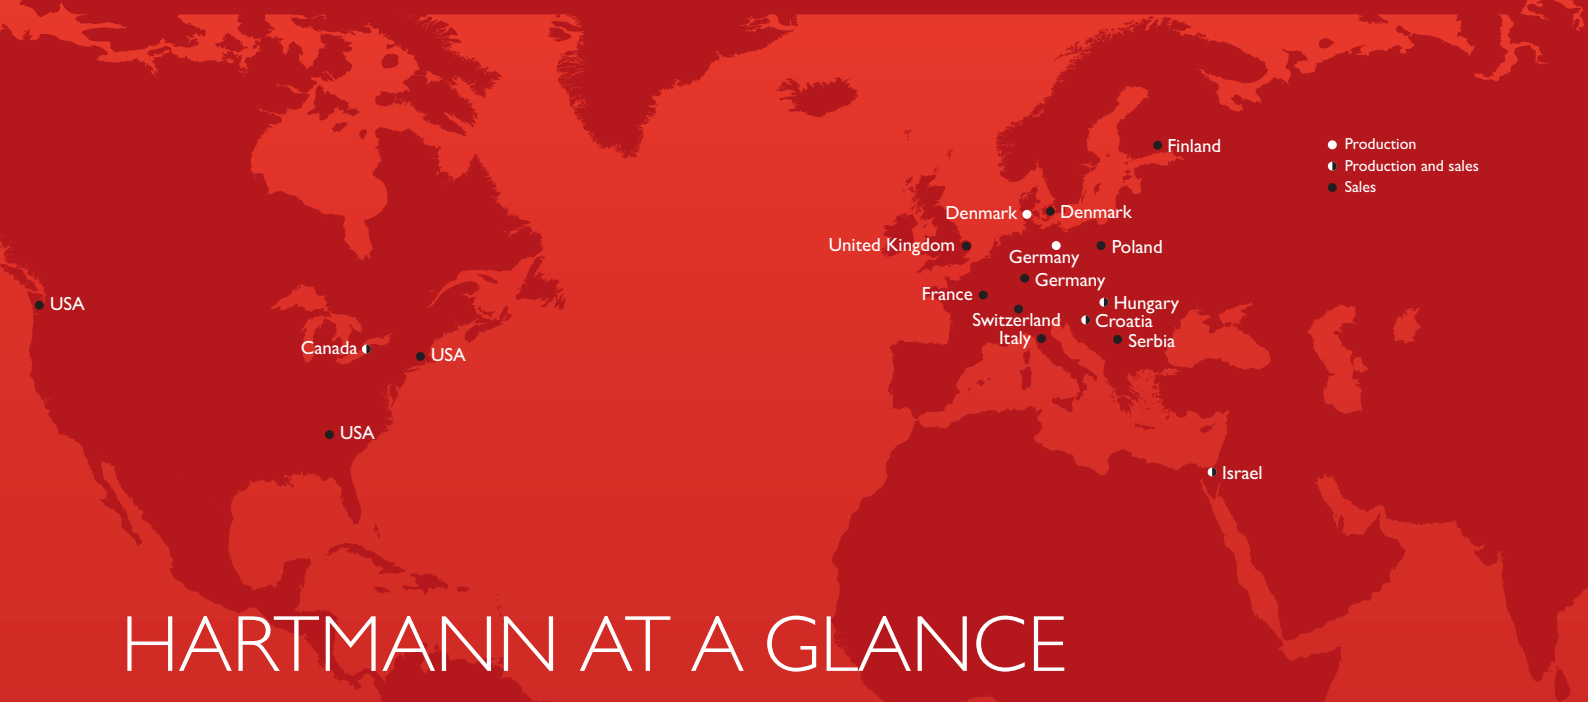 Finland
Production
Production and sales
Sales
Denmark
Denmark
United Kingdom
Poland
Germany
Germany
France
Hungary
USA
Switzerland
Croatia
Italy
Serbia
Canada
USA
USA
Israel
HARTMANN AT A GLANCE